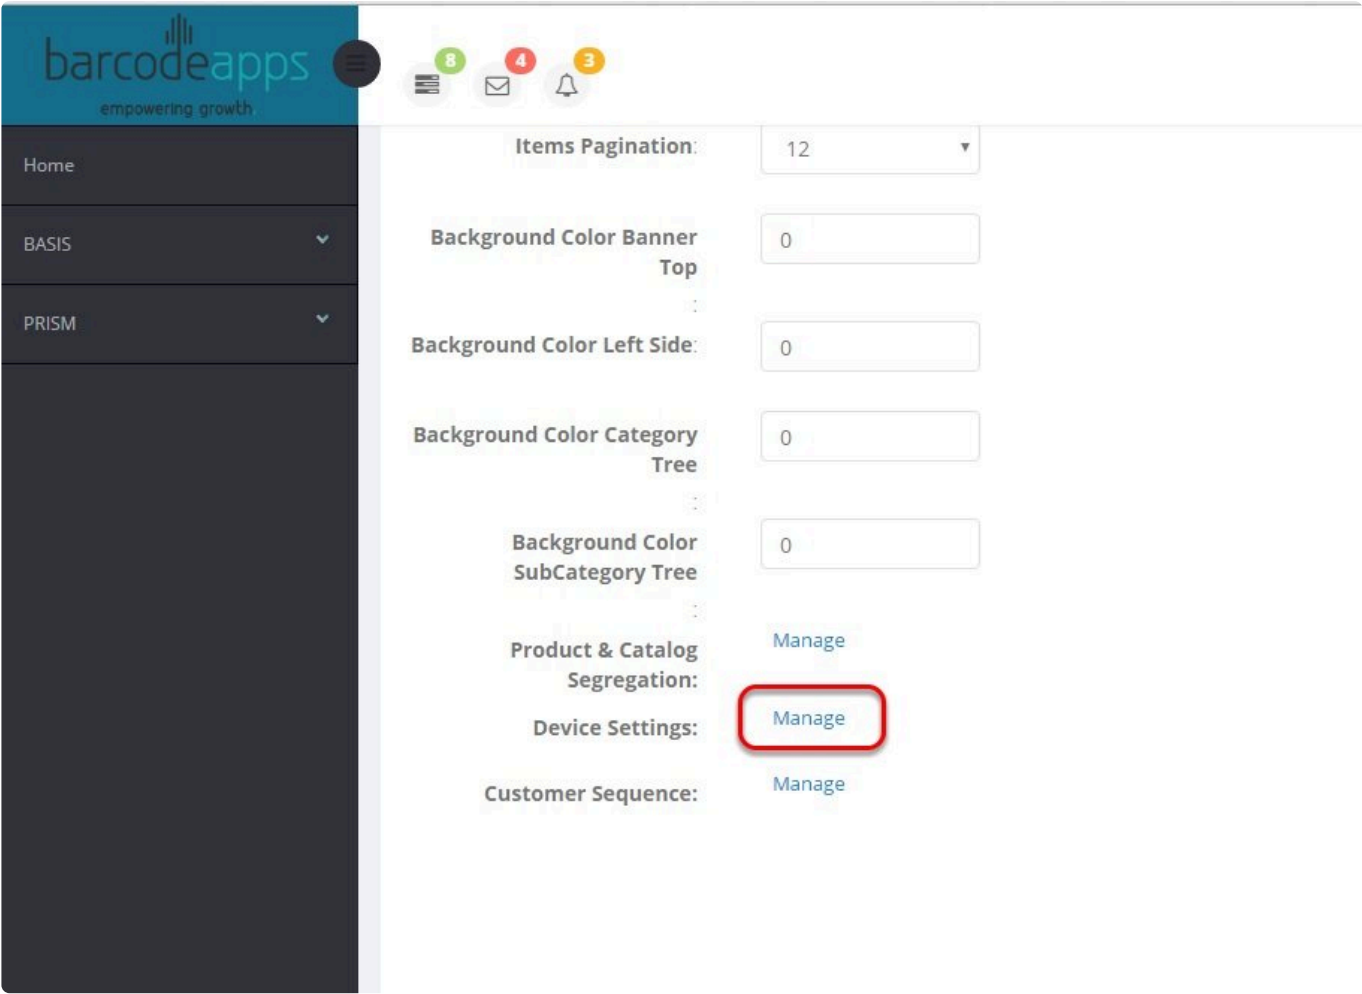 barcodeapps
empowering growth.
8
4
3
Home
BASIS
PRISM
Items Pagination:
12
Background Color Banner
Top
:
0
Background Color Left Side:
0
Background Color Category
Tree
:
0
Background Color
SubCategory Tree
:
0
Product & Catalog
Segregation:
Manage
Device Settings:
Manage
Customer Sequence:
Manage